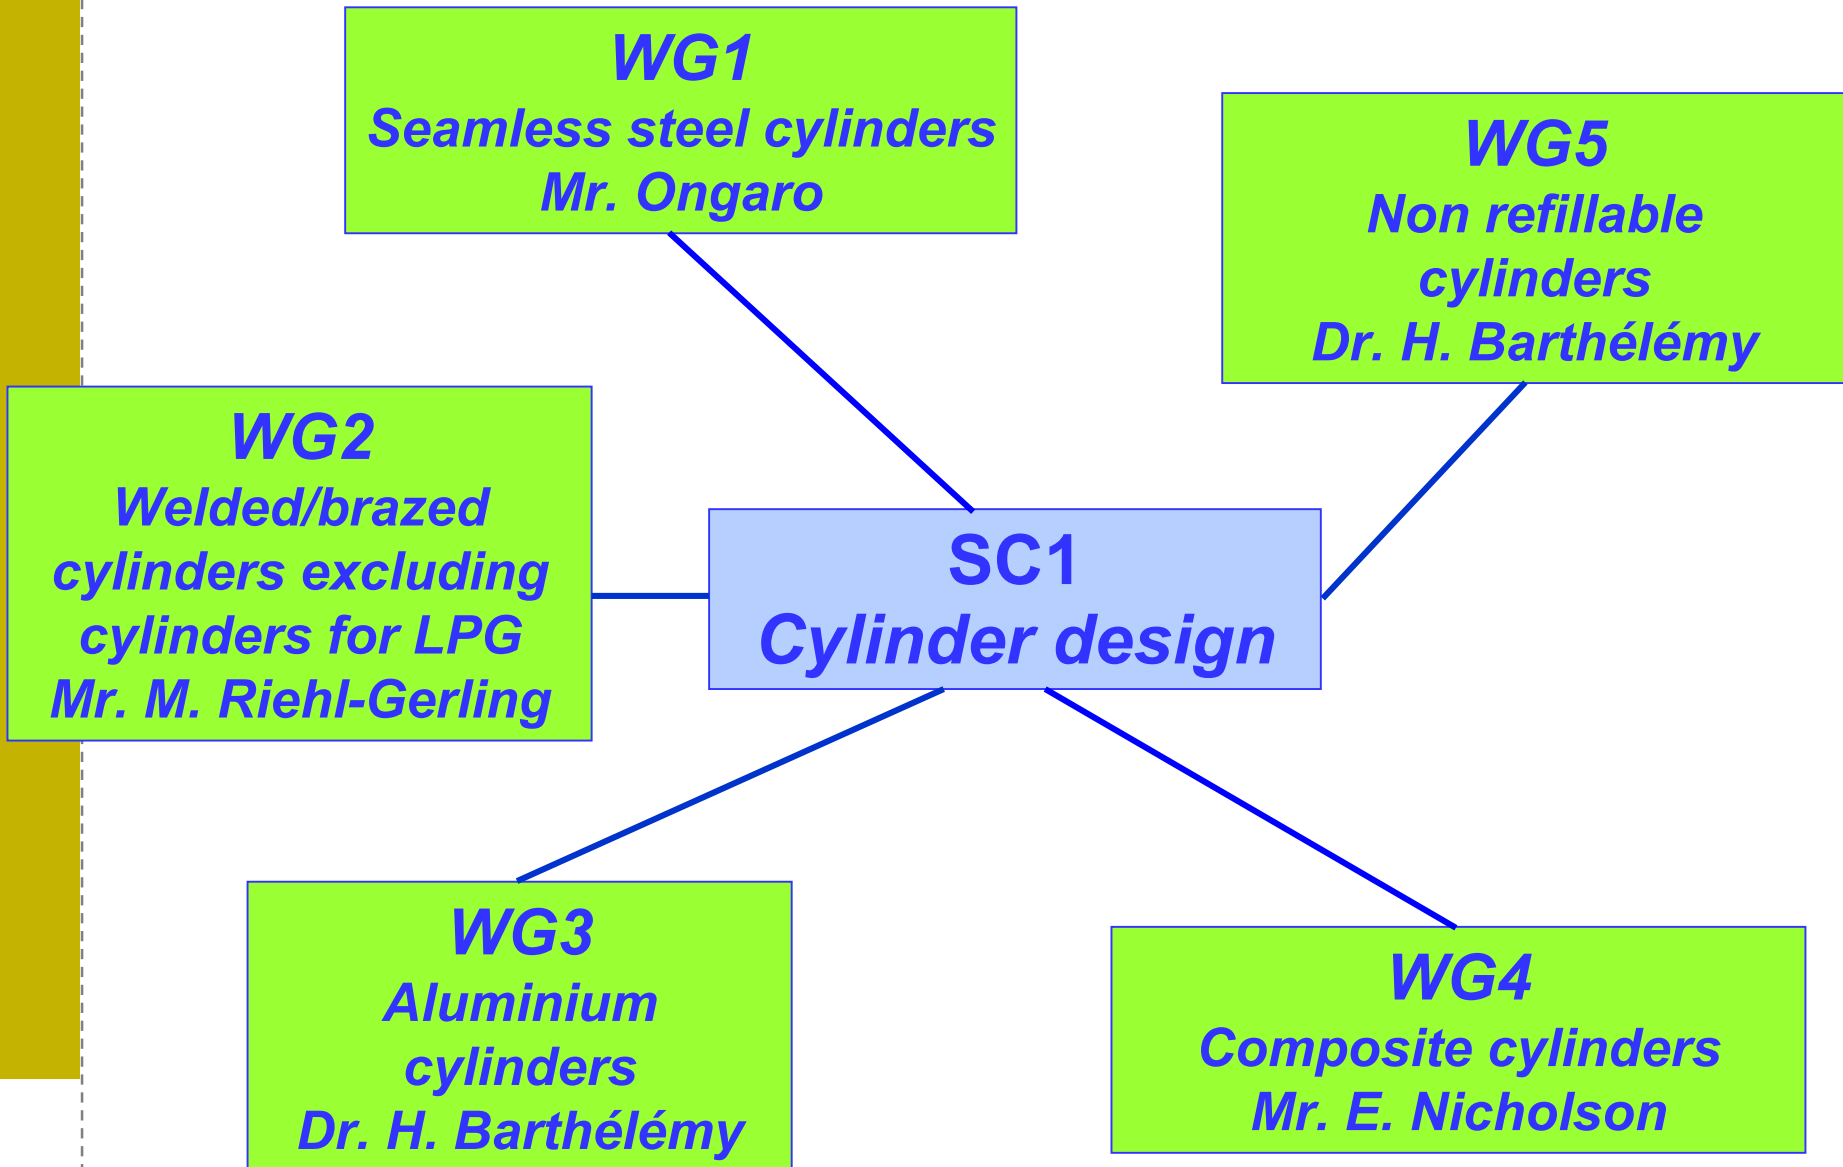 WG1
Seamless steel cylinders
Mr. Ongaro
WG5
Non refillable
cylinders
Dr. H. Barthélémy
WG2
Welded/brazed
cylinders excluding
cylinders for LPG
Mr. M. Riehl-Gerling
SC1
Cylinder design
WG3
Aluminium
cylinders
Dr. H. Barthélémy
WG4
Composite cylinders
Mr. E. Nicholson